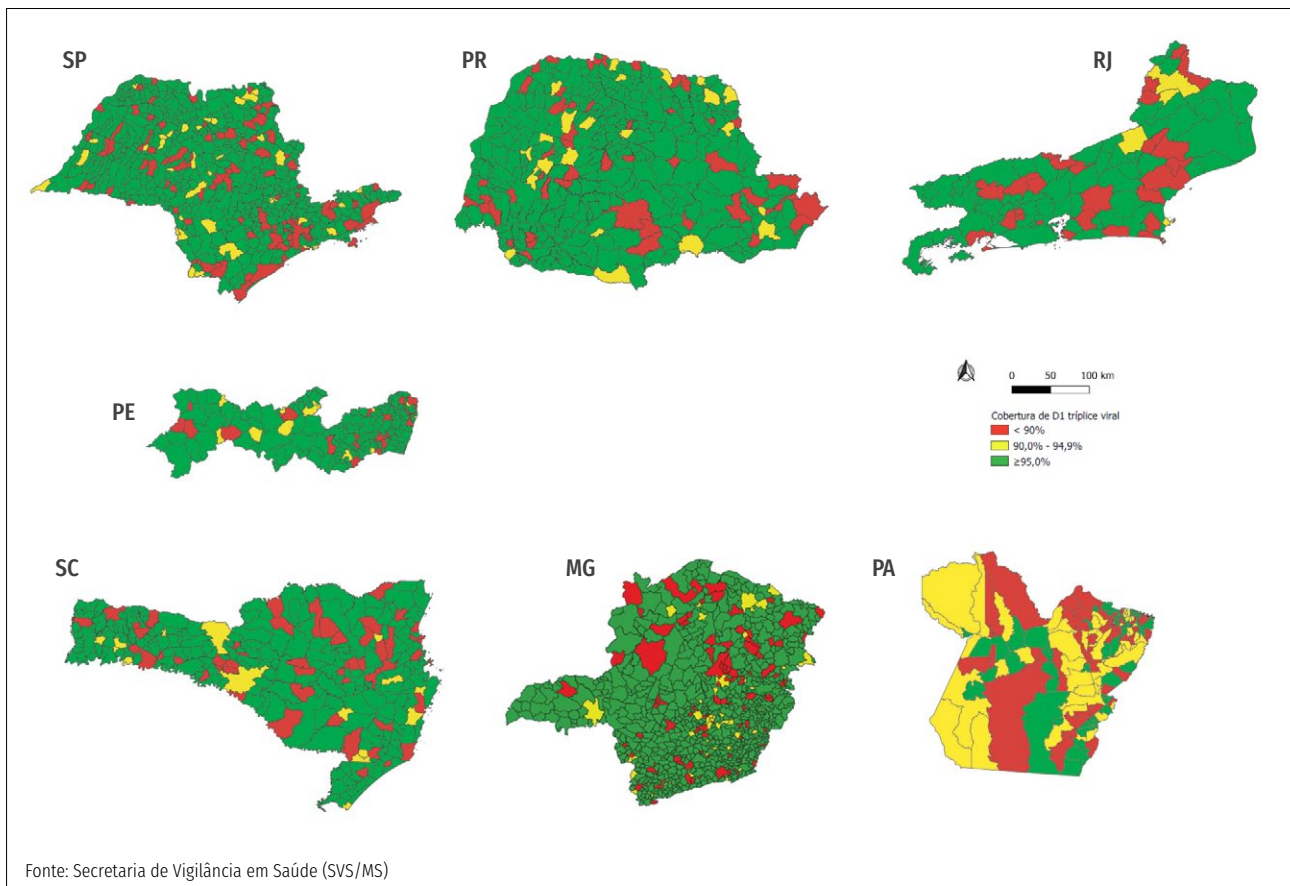 SP
PR
RJ
PE
0 50 100 km
Cobertura de D1 tríplice viral
< 90%
90,0% - 94,9%
≥95,0%
SC
MG
PA
Fonte: Secretaria de Vigilância em Saúde (SVS/MS)